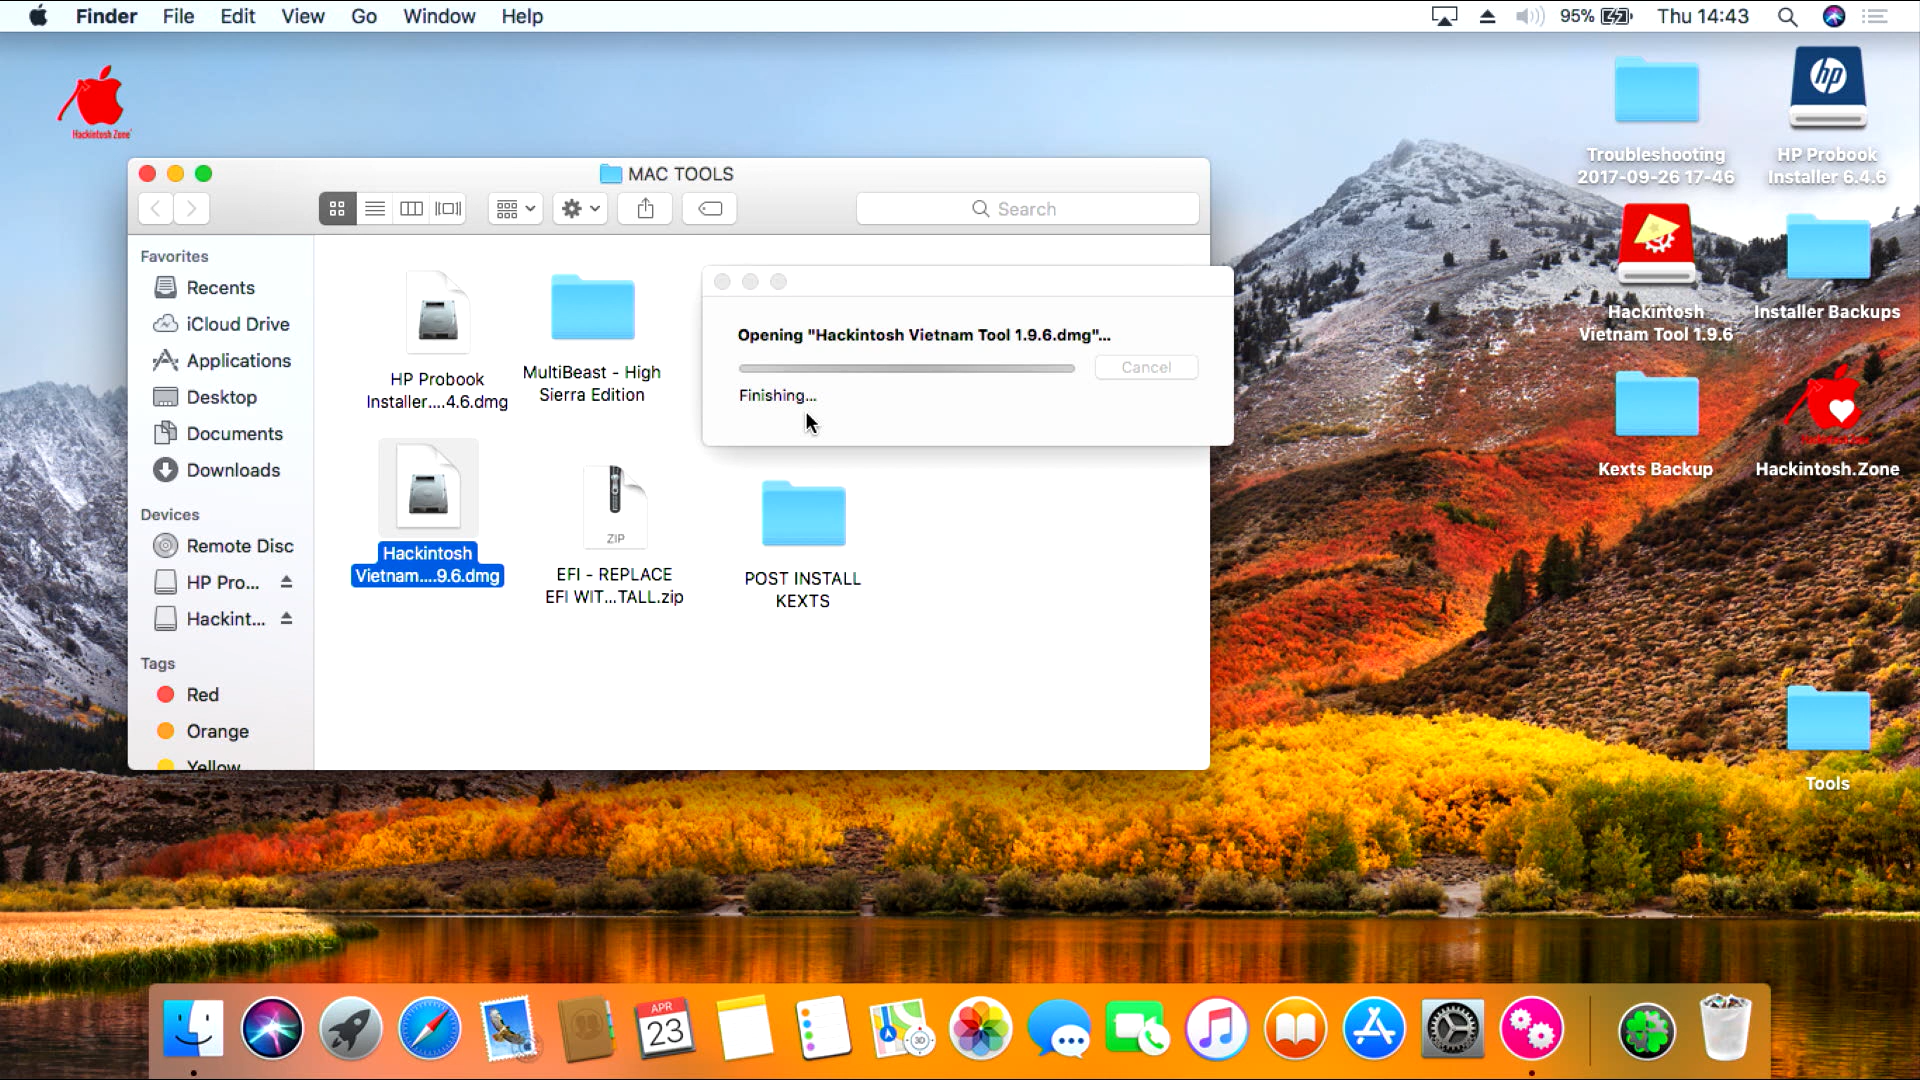 Finder File Edit View Go Window Help
95% Thu 14:43
Hackintosh Zone
MAC TOOLS
Search
Favorites
Recents
iCloud Drive
Applications
Desktop
Documents
Downloads
Devices
Remote Disc
HP Pro...
Hackint...
Tags
Red
Orange
Yellow
HP Probook
Installer....4.6.dmg
MultiBeast - High
Sierra Edition
Hackintosh
Vietnam....9.6.dmg
ZIP
EFI - REPLACE
EFI WIT...TALL.zip
POST INSTALL
KEXTS
Opening "Hackintosh Vietnam Tool 1.9.6.dmg"...
Cancel
Finishing...
Troubleshooting
2017-09-26 17-46
hp
HP Probook
Installer 6.4.6
Hackintosh
Vietnam Tool 1.9.6
Installer Backups
Kexts Backup
Hackintosh.Zone
Tools
APR
23
3D